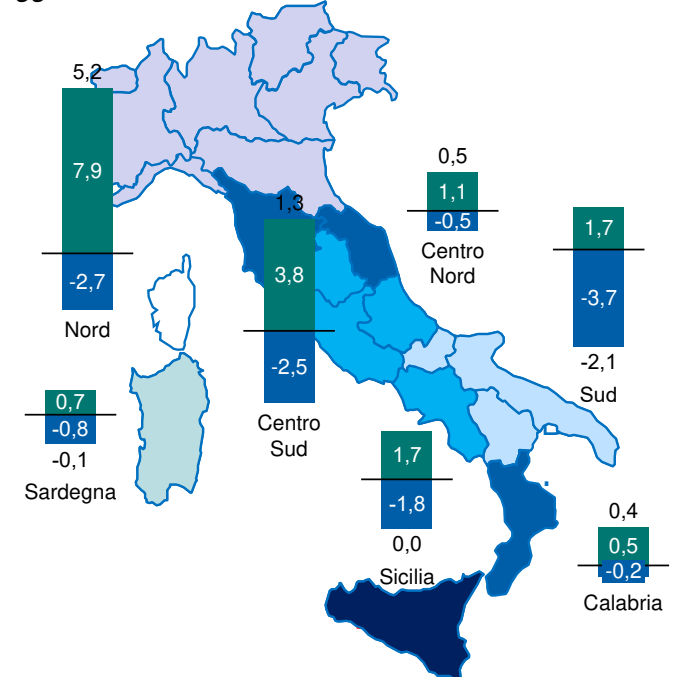 5,2
7,9
-2,7
Nord
1,3
3,8
-2,5
Centro
Sud
0,5
1,1
-0,5
Centro
Nord
1,7
-3,7
-2,1
Sud
0,7
-0,8
-0,1
Sardegna
1,7
-1,8
0,0
Sicilia
0,4
0,5
-0,2
Calabria